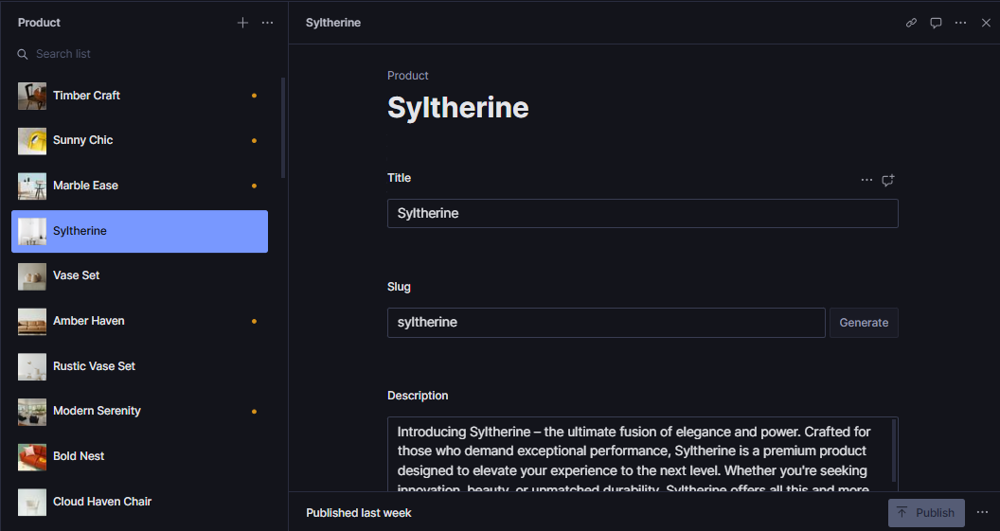 Product
Search list
Timber Craft
Sunny Chic
Marble Ease
Syltherine
Vase Set
Amber Haven
Rustic Vase Set
Modern Serenity
Bold Nest
Cloud Haven Chair
Syltherine
Product
Syltherine
Title
Syltherine
Slug
syltherine
Generate
Description
Introducing Syltherine – the ultimate fusion of elegance and power. Crafted for
those who demand exceptional performance, Syltherine is a premium product
designed to elevate your experience to the next level. Whether you're seeking
innovation, beauty, or unmatched durability, Syltherine offers all this and more.
Published last week
Publish